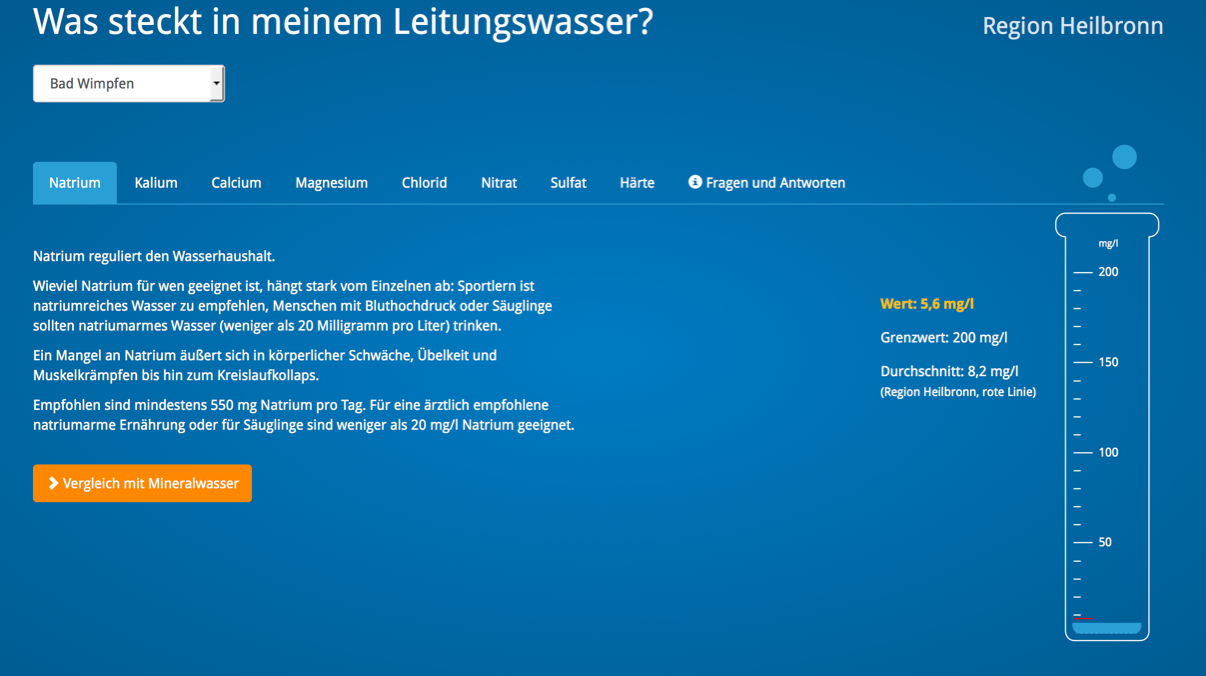 Was steckt in meinem Leitungswasser?
Region Heilbronn
Bad Wimpfen
Natrium Kalium Calcium Magnesium Chlorid Nitrat Sulfat Härte Fragen und Antworten
Natrium reguliert den Wasserhaushalt.
Wieviel Natrium für wen geeignet ist, hängt stark vom Einzelnen ab: Sportlern ist
natriumreiches Wasser zu empfehlen, Menschen mit Bluthochdruck oder Säuglinge
sollten natriumarmes Wasser (weniger als 20 Milligramm pro Liter) trinken.
Ein Mangel an Natrium äußert sich in körperlicher Schwäche, Übelkeit und
Muskelkrämpfen bis hin zum Kreislaufkollaps.
Empfohlen sind mindestens 550 mg Natrium pro Tag. Für eine ärztlich empfohlene
natriumarme Ernährung oder für Säuglinge sind weniger als 20 mg/l Natrium geeignet.
Vergleich mit Mineralwasser
Wert: 5,6 mg/l
Grenzwert: 200 mg/l
Durchschnitt: 8,2 mg/l
(Region Heilbronn, rote Linie)
mg/l
200
150
100
50